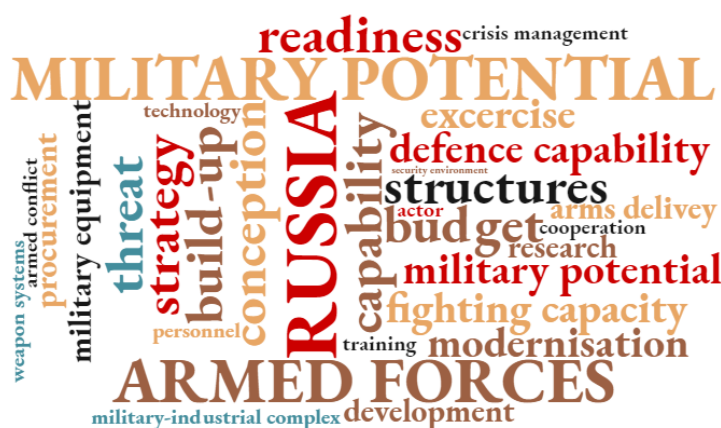 readiness
crisis management
MILITARY POTENTIAL
technology
excercise
weapon systems
armed conflict
procurement
military equipment
threat
strategy
build-up
conception
RUSSIA
capability
defence capability
security environment
structures
actor
arms delivey
budget
cooperation
research
military potential
personnel
fighting capacity
training
modernisation
ARMED FORCES
military-industrial complex
development